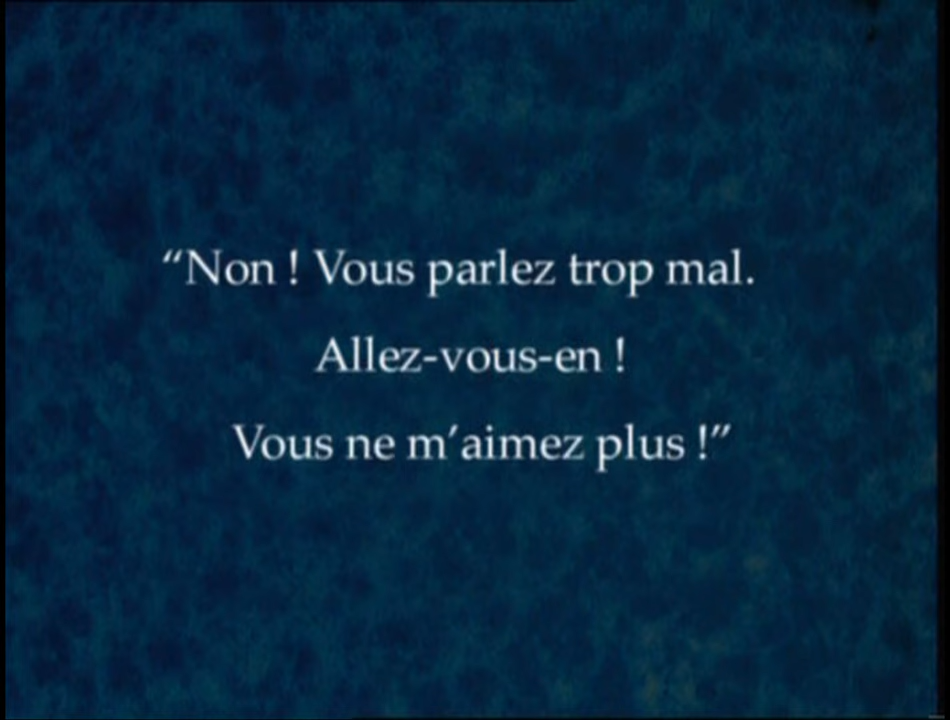 “Non ! Vous parlez trop mal.
Allez-vous-en !
Vous ne m’aimez plus !”